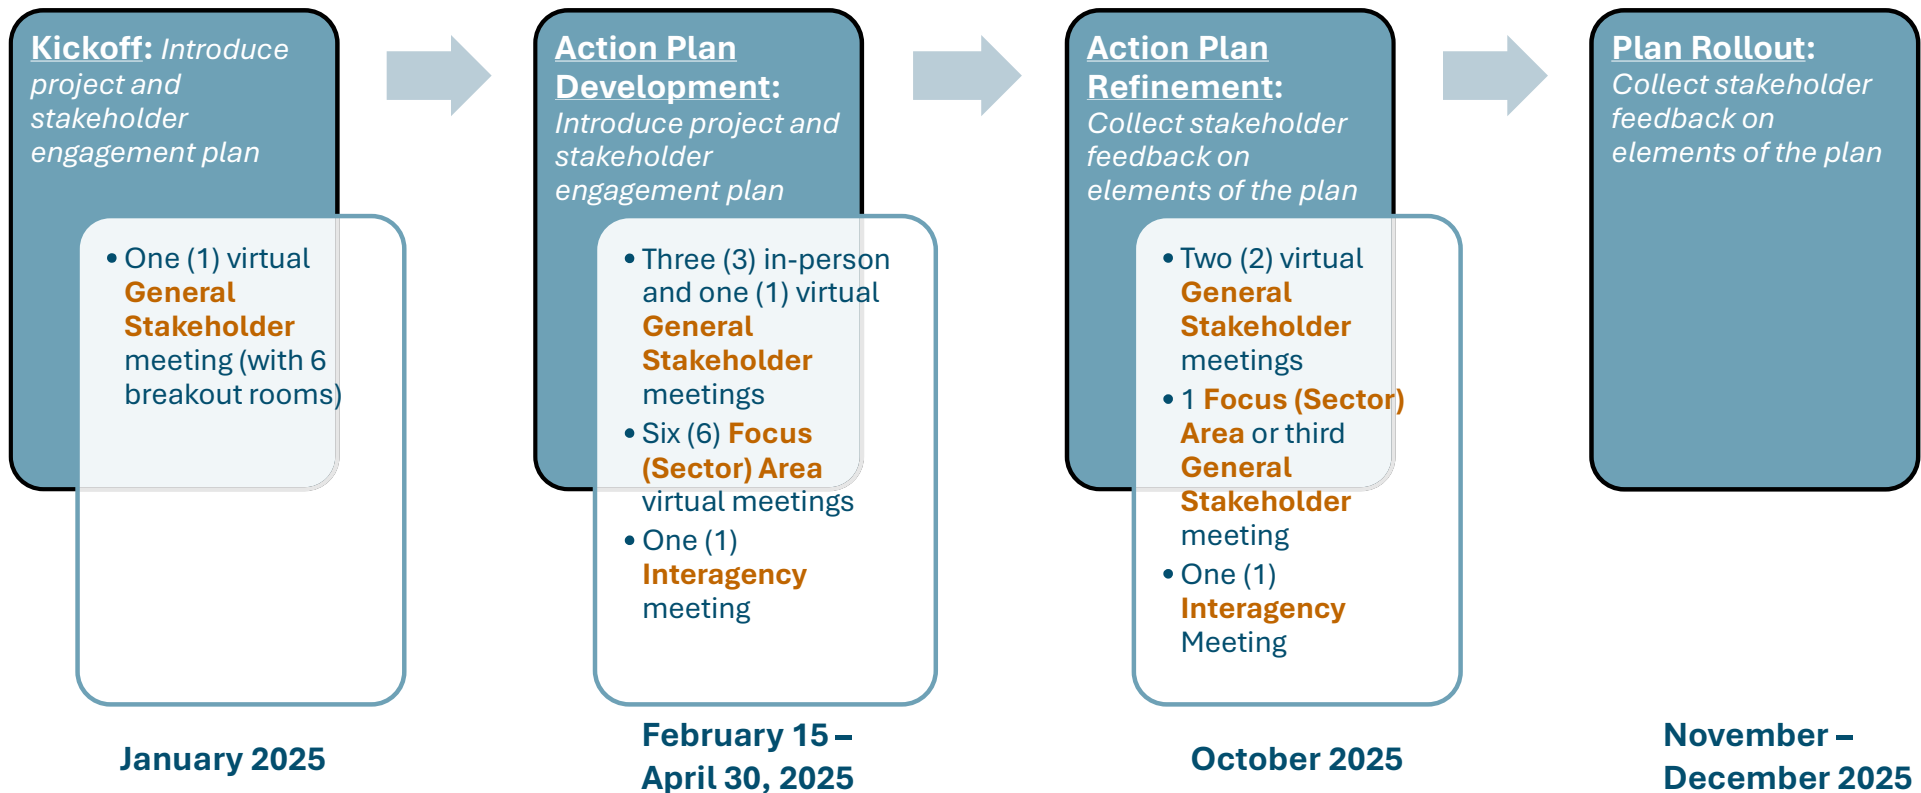 Kickoff: Introduce
project and
stakeholder
engagement plan
• One (1) virtual
General
Stakeholder
meeting (with 6
breakout rooms)
January 2025
Action Plan
Development:
Introduce project and
stakeholder
engagement plan
• Three (3) in-person
and one (1) virtual
General
Stakeholder
meetings
• Six (6) Focus
(Sector) Area
virtual meetings
• One (1)
Interagency
meeting
February 15 –
April 30, 2025
Action Plan
Refinement:
Collect stakeholder
feedback on
elements of the plan
• Two (2) virtual
General
Stakeholder
meetings
• 1 Focus (Sector)
Area or third
General
Stakeholder
meeting
• One (1)
Interagency
Meeting
October 2025
Plan Rollout:
Collect stakeholder
feedback on
elements of the plan
November –
December 2025